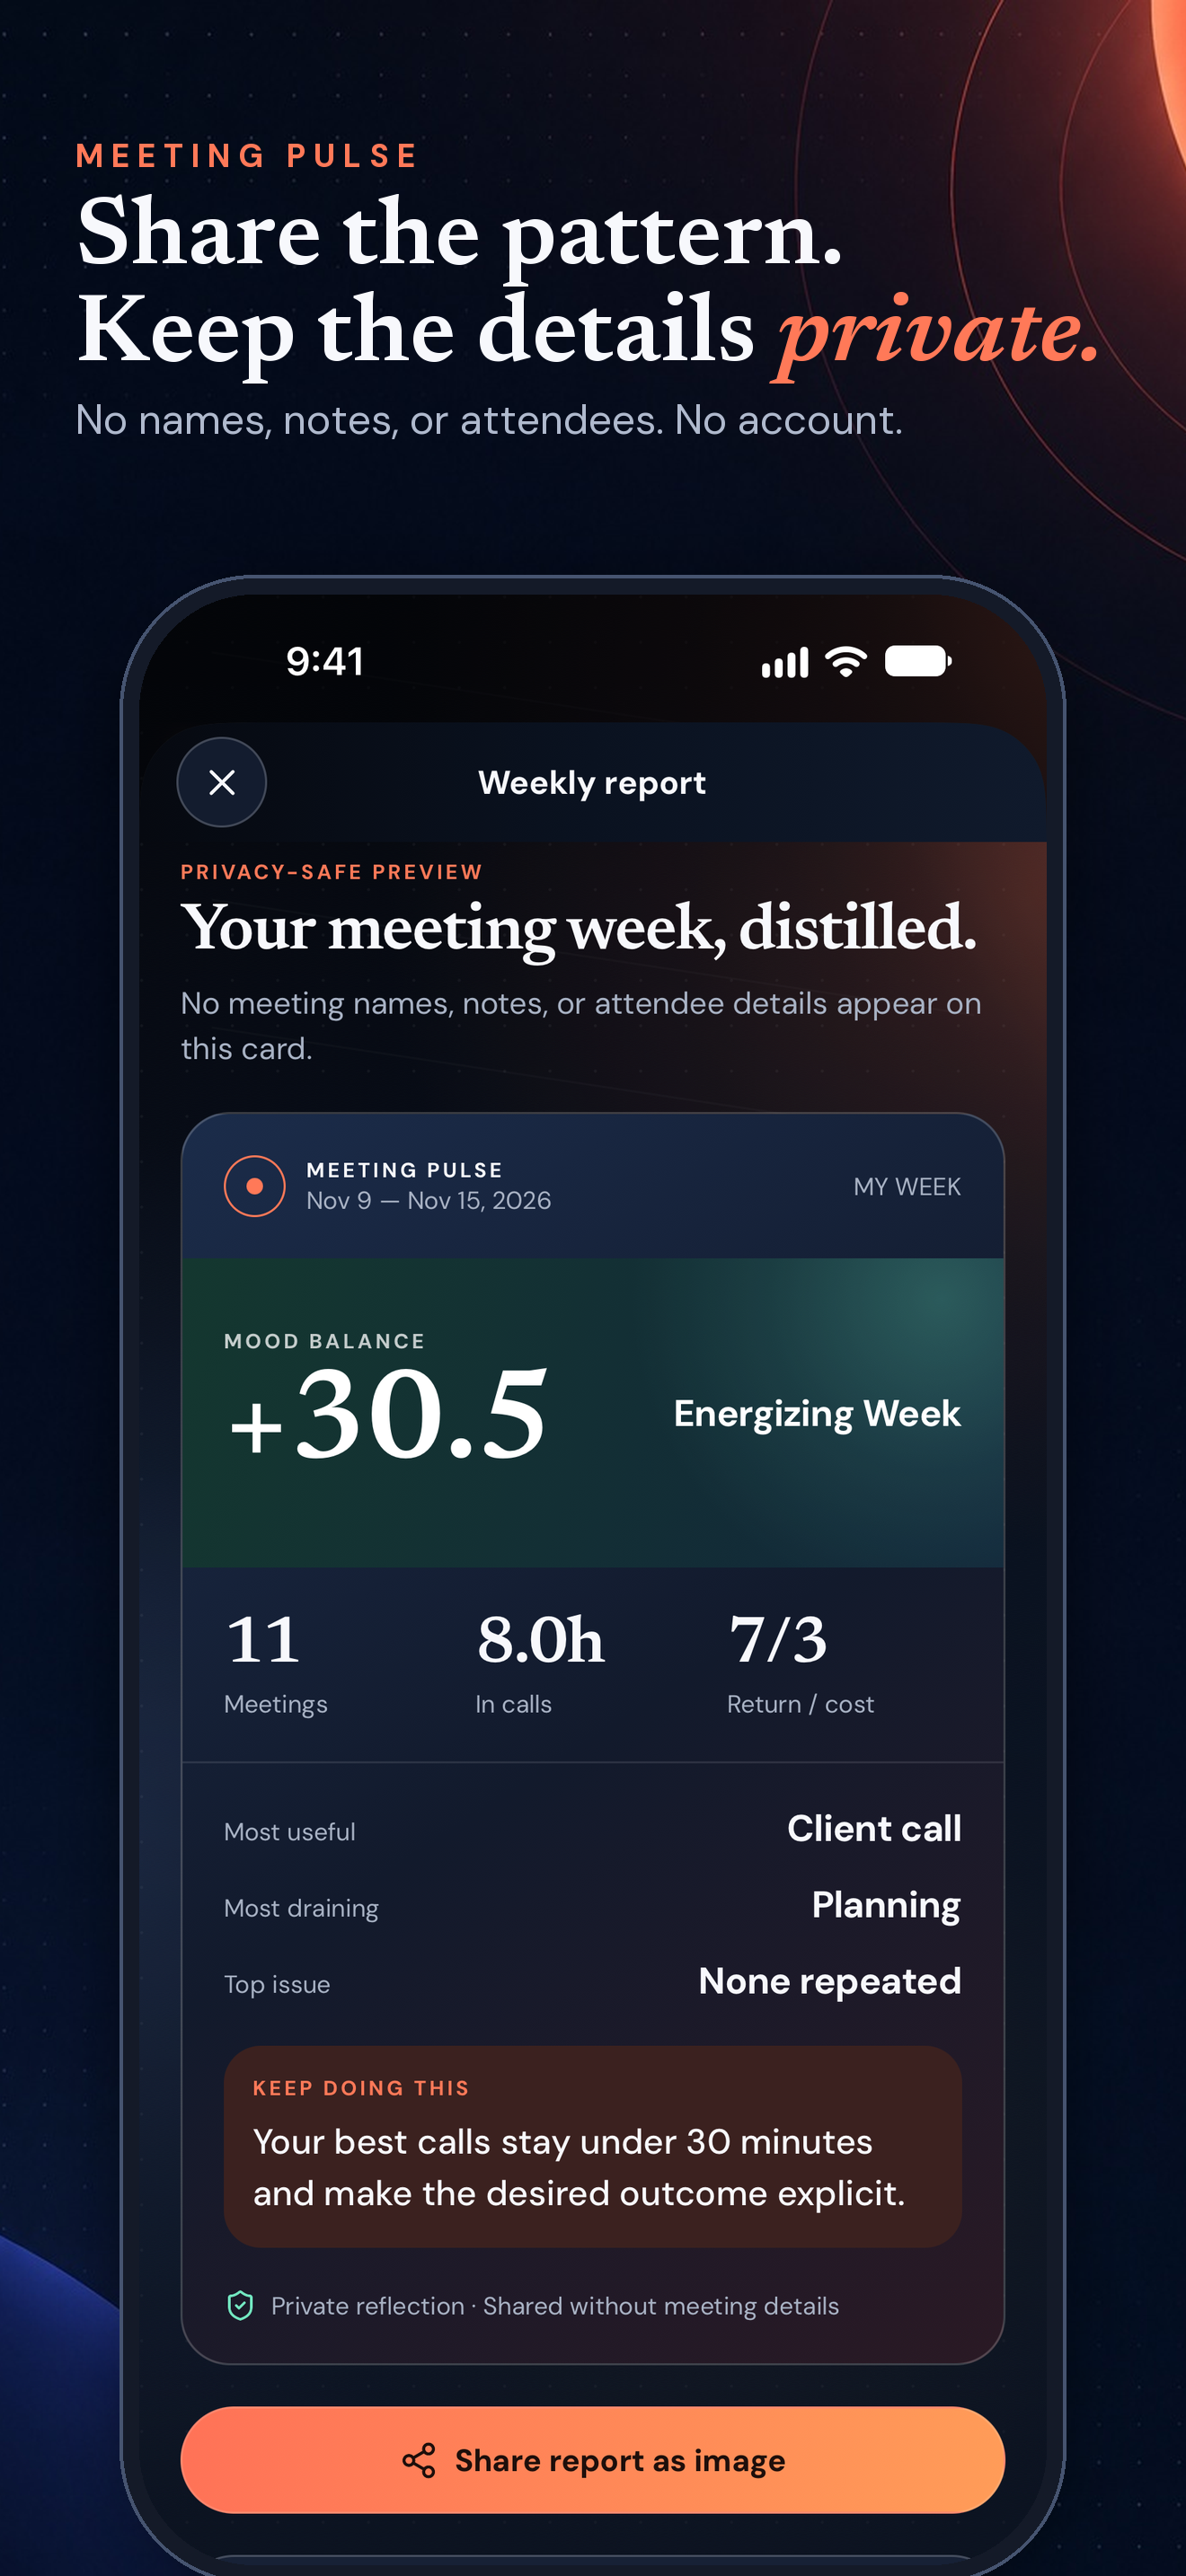 MEETING PULSE
Share the pattern.
Keep the details private.
No names, notes, or attendees. No account.
9:41
Weekly report
PRIVACY-SAFE PREVIEW
Your meeting week, distilled.
No meeting names, notes, or attendee details appear on
this card.
MEETING PULSE
Nov 9 — Nov 15, 2026
MY WEEK
MOOD BALANCE
+30.5
Energizing Week
11
Meetings
8.0h
In calls
7/3
Return / cost
Most useful
Client call
Most draining
Planning
Top issue
None repeated
KEEP DOING THIS
Your best calls stay under 30 minutes
and make the desired outcome explicit.
Private reflection · Shared without meeting details
Share report as image